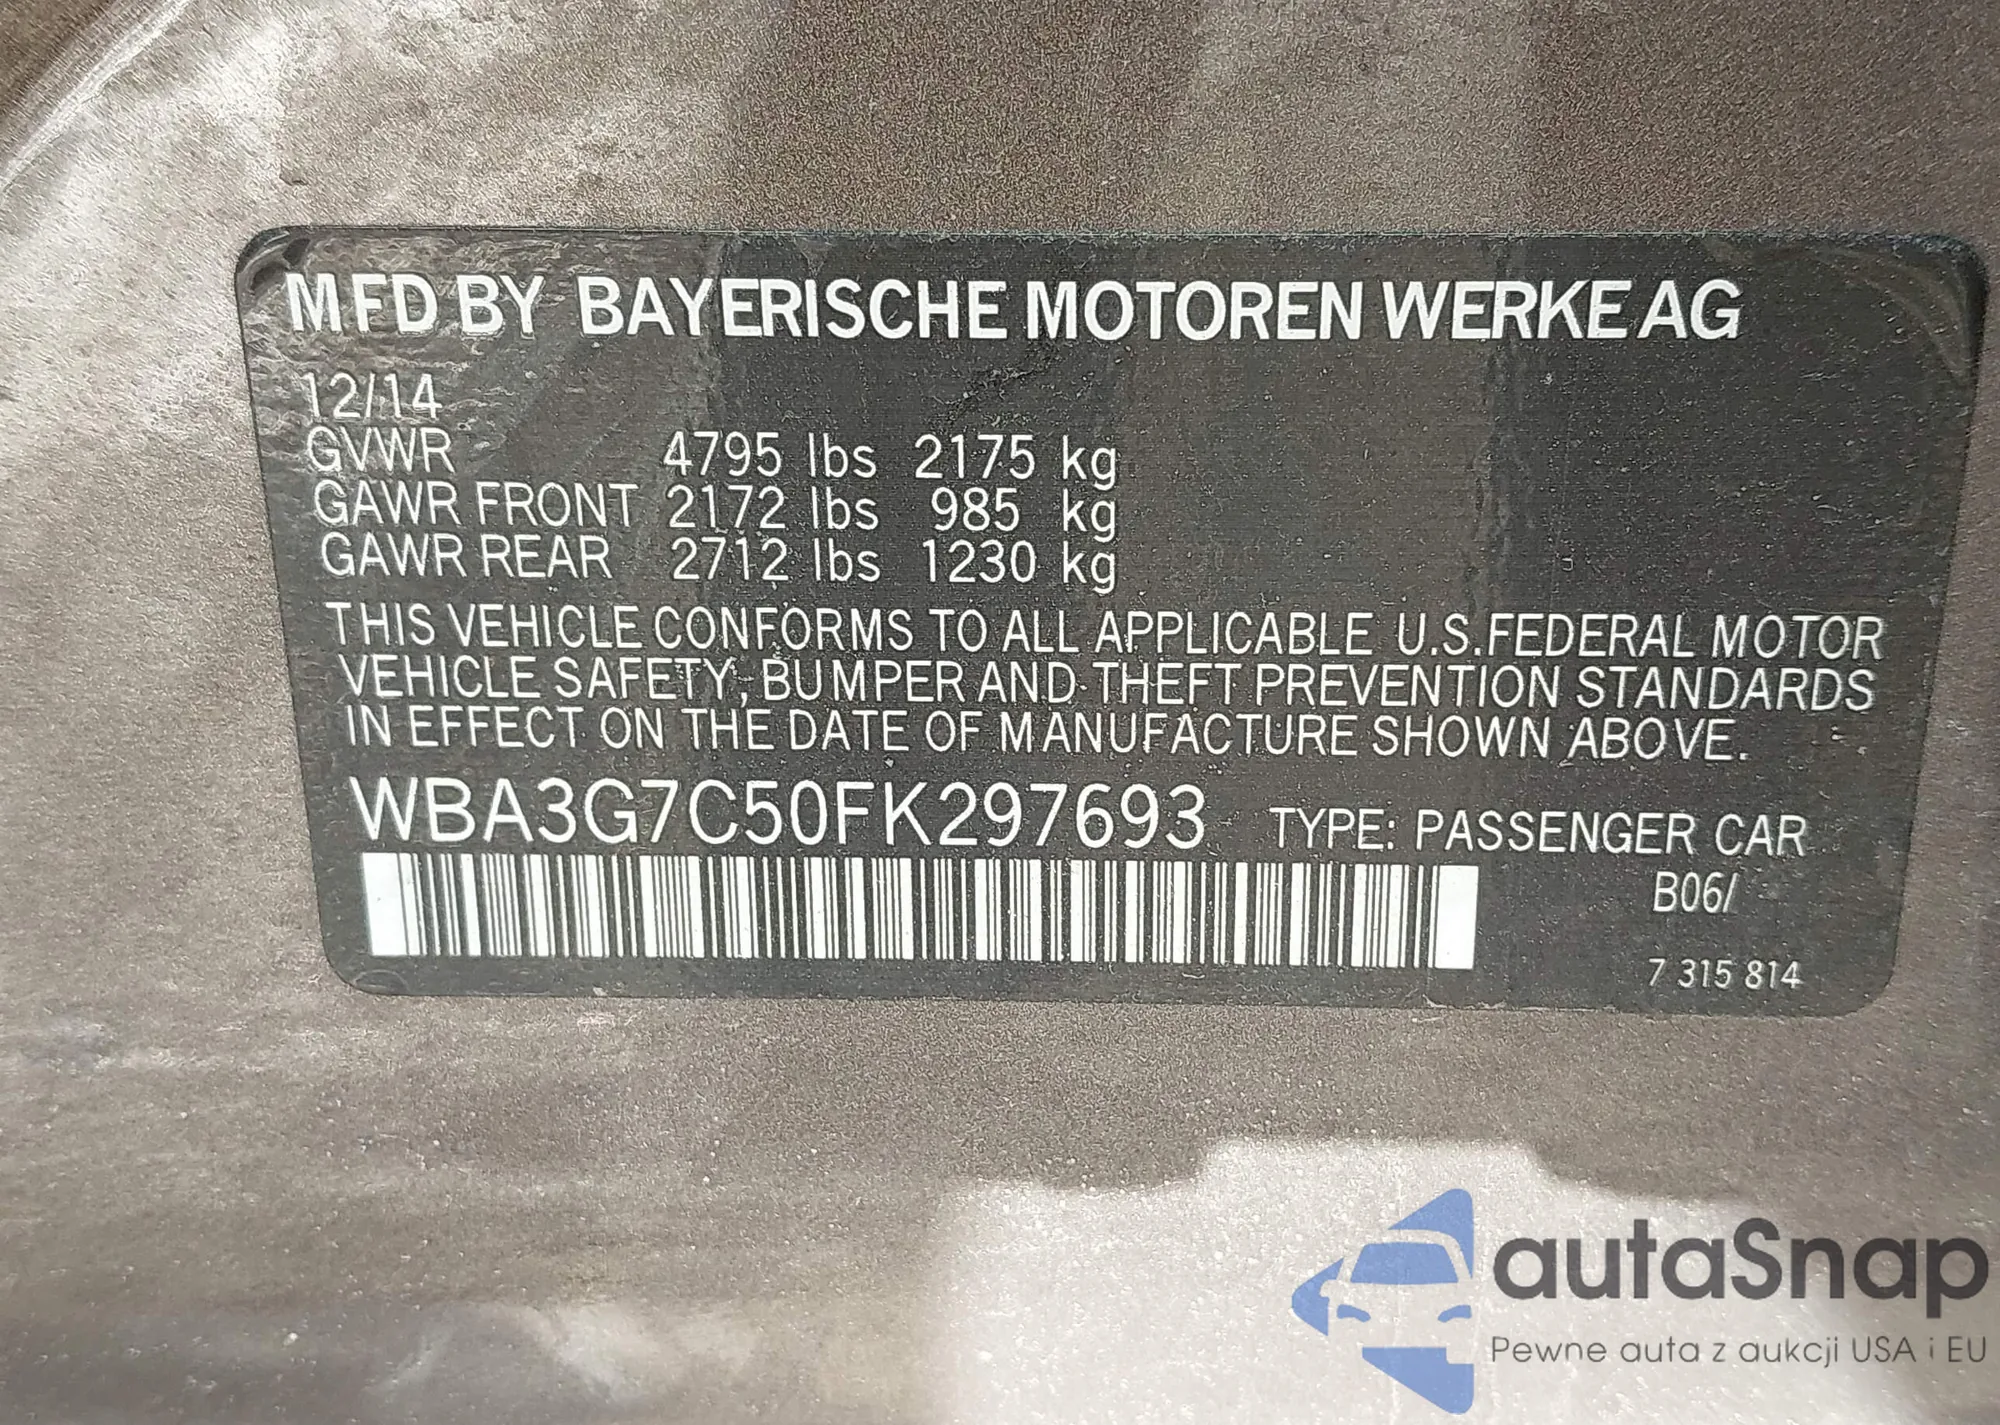 MFD BY BAYERISCHE MOTOREN WERKE AG
12/14
GVWR 4795 lbs 2175 kg
GAWR FRONT 2172 lbs 985 kg
GAWR REAR 2712 lbs 1230 kg
THIS VEHICLE CONFORMS TO ALL APPLICABLE U.S.FEDERAL MOTOR
VEHICLE SAFETY, BUMPER AND THEFT PREVENTION STANDARDS
IN EFFECT ON THE DATE OF MANUFACTURE SHOWN ABOVE.
WBA3G7C50FK297693 TYPE: PASSENGER CAR
B06/
7 315 814
autaSnap
Pewne auta z aukcji USA i EU